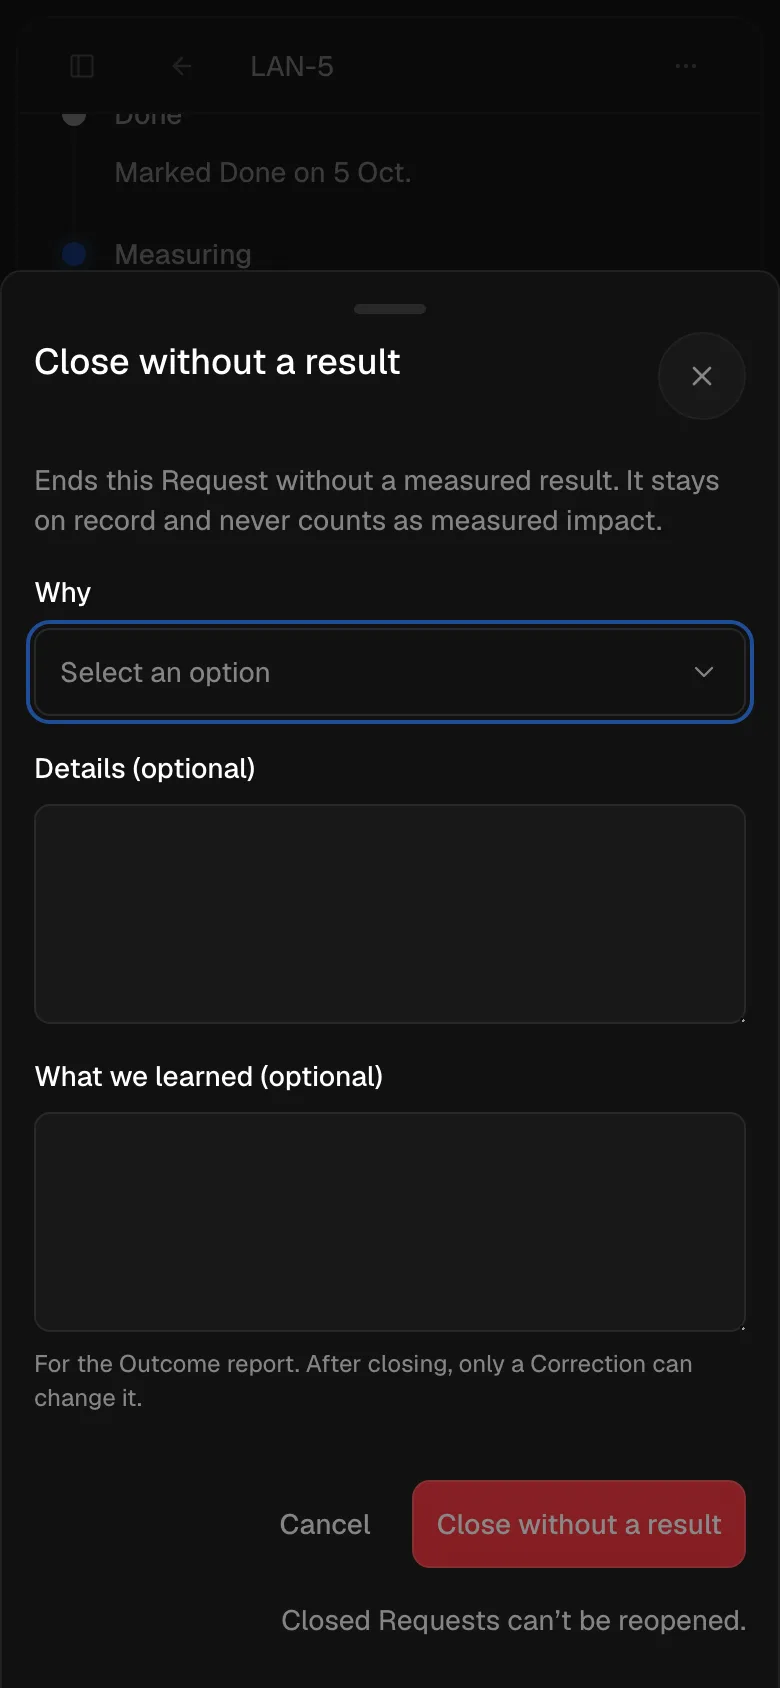 LAN-5
Done
Marked Done on 5 Oct.
Measuring
Close without a result
Ends this Request without a measured result. It stays
on record and never counts as measured impact.
Why
Select an option
Details (optional)
What we learned (optional)
For the Outcome report. After closing, only a Correction can
change it.
Cancel
Close without a result
Closed Requests can’t be reopened.